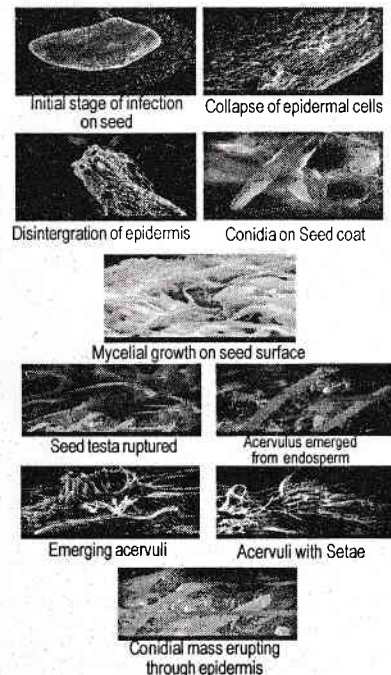 Initial stage of infection
on seed
Collapse of epidermal cells
Disintergration of epidermis
Conidia on Seed coat
Mycelial growth on seed surface
Seed testa ruptured
Acervulus emerged
from endosperm
Emerging acervuli
Acervuli with Setae
Conidial mass erupting
through epidermis